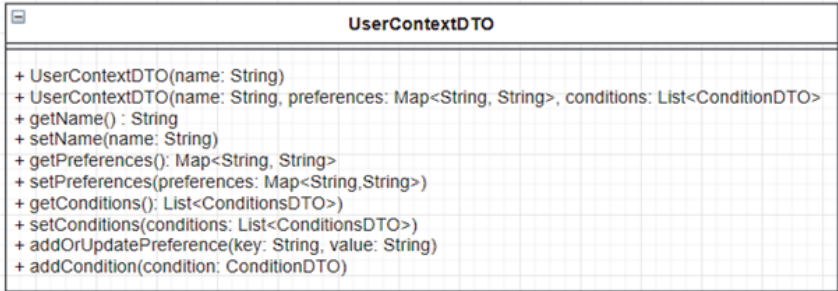 UserContextDTO
+ UserContextDTO(name: String)
+ UserContextDTO(name: String, preferences: Map<String, String>, conditions: List<ConditionDTO>
+ getName() : String
+ setName(name: String)
+ getPreferences(): Map<String, String>
+ setPreferences(preferences: Map<String,String>)
+ getConditions(): List<ConditionsDTO>)
+ setConditions(conditions: List<ConditionsDTO>)
+ addOrUpdatePreference(key: String, value: String)
+ addCondition(condition: ConditionDTO)